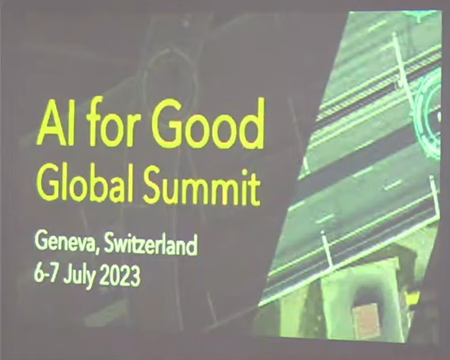 AI for Good
Global Summit
Geneva, Switzerland
6-7 July 2023